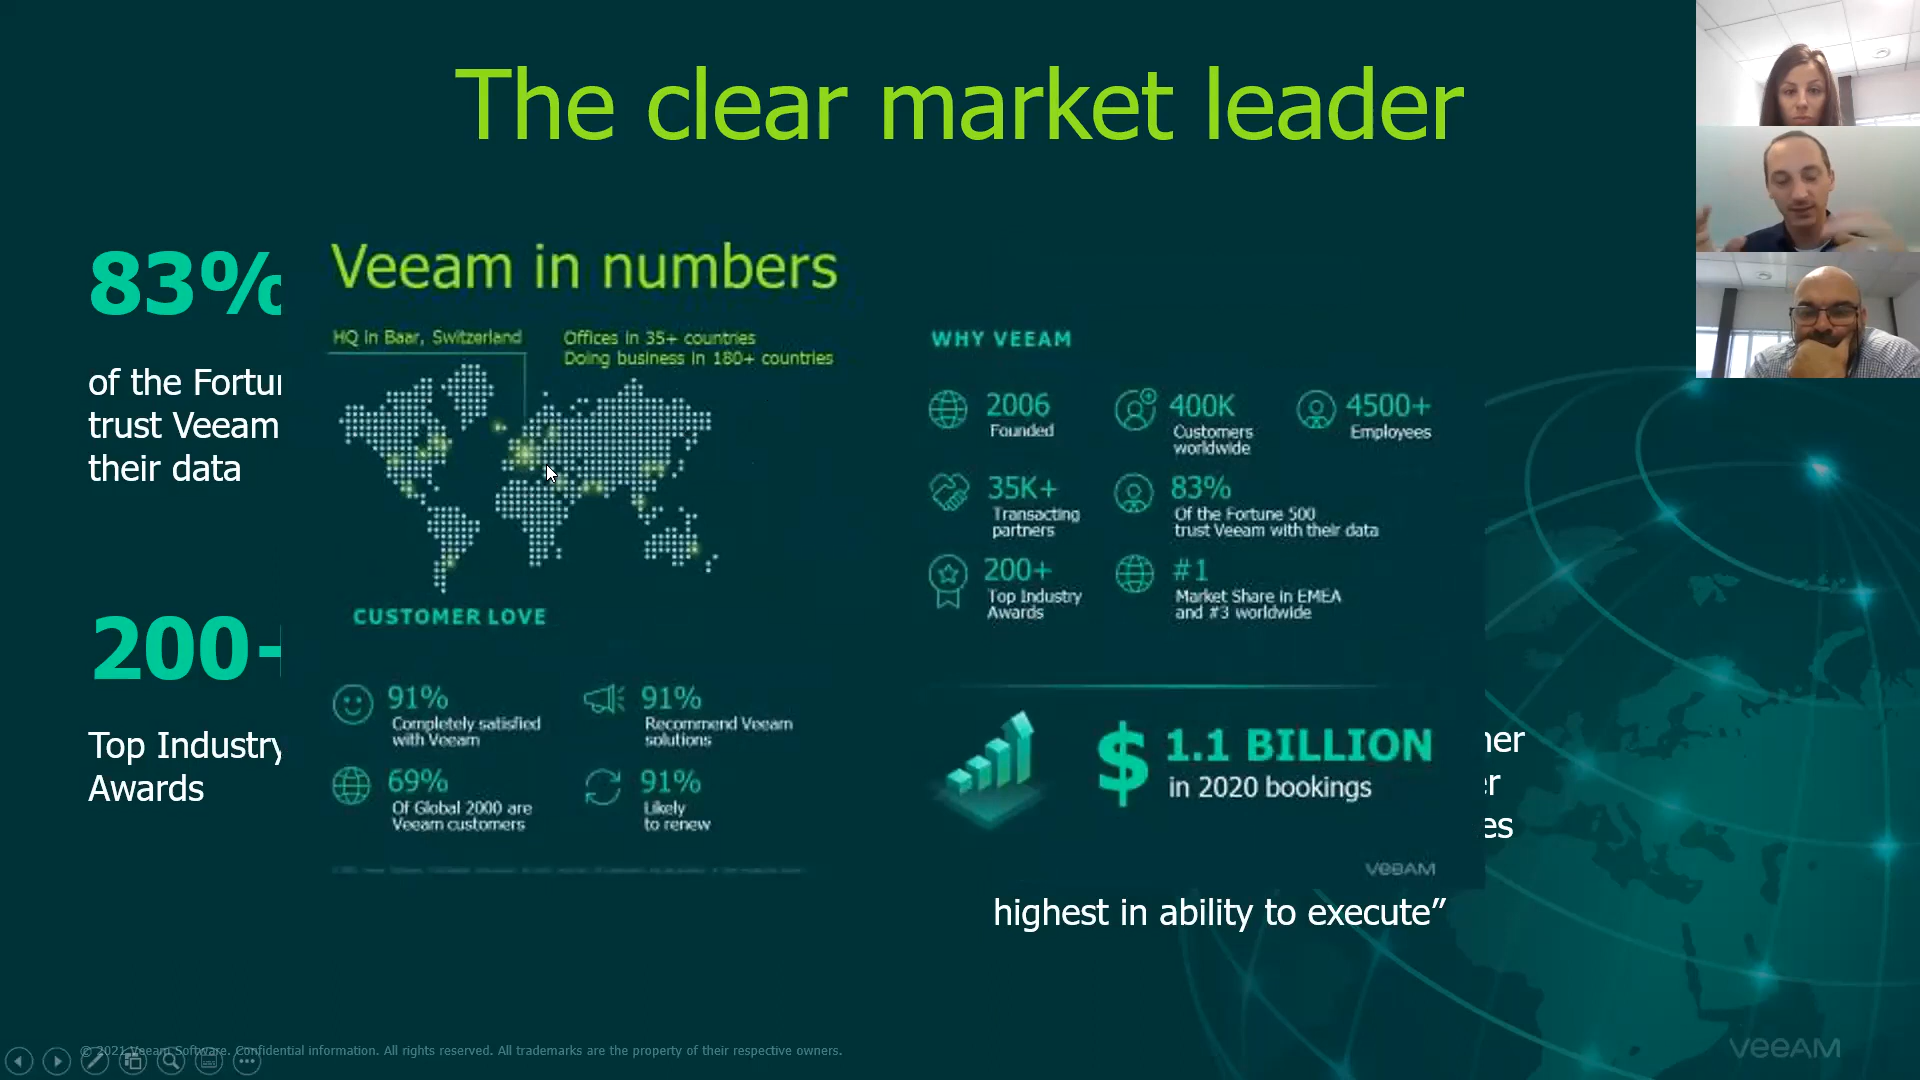 The clear market leader
83%
of the Fortu
trust Veeam
their data
200+
Top Industry
Awards
Veeam in numbers
HQ in Baar, Switzerland
Offices in 35+ countries
Doing business in 180+ countries
CUSTOMER LOVE
91%
Completely satisfied
with Veeam
91%
Recommend Veeam
solutions
69%
Of Global 2000 are
Veeam customers
91%
Likely
to renew
WHY VEEAM
2006
Founded
400K
Customers
worldwide
4500+
Employees
35K+
Transacting
partners
83%
Of the Fortune 500
trust Veeam with their data
200+
Top Industry
Awards
#1
Market Share in EMEA
and #3 worldwide
$ 1.1 BILLION
in 2020 bookings
veeAM
ner
er
es
highest in ability to execute”
© 2021 Veeam Software. Confidential information. All rights reserved. All trademarks are the property of their respective owners.
veeAM